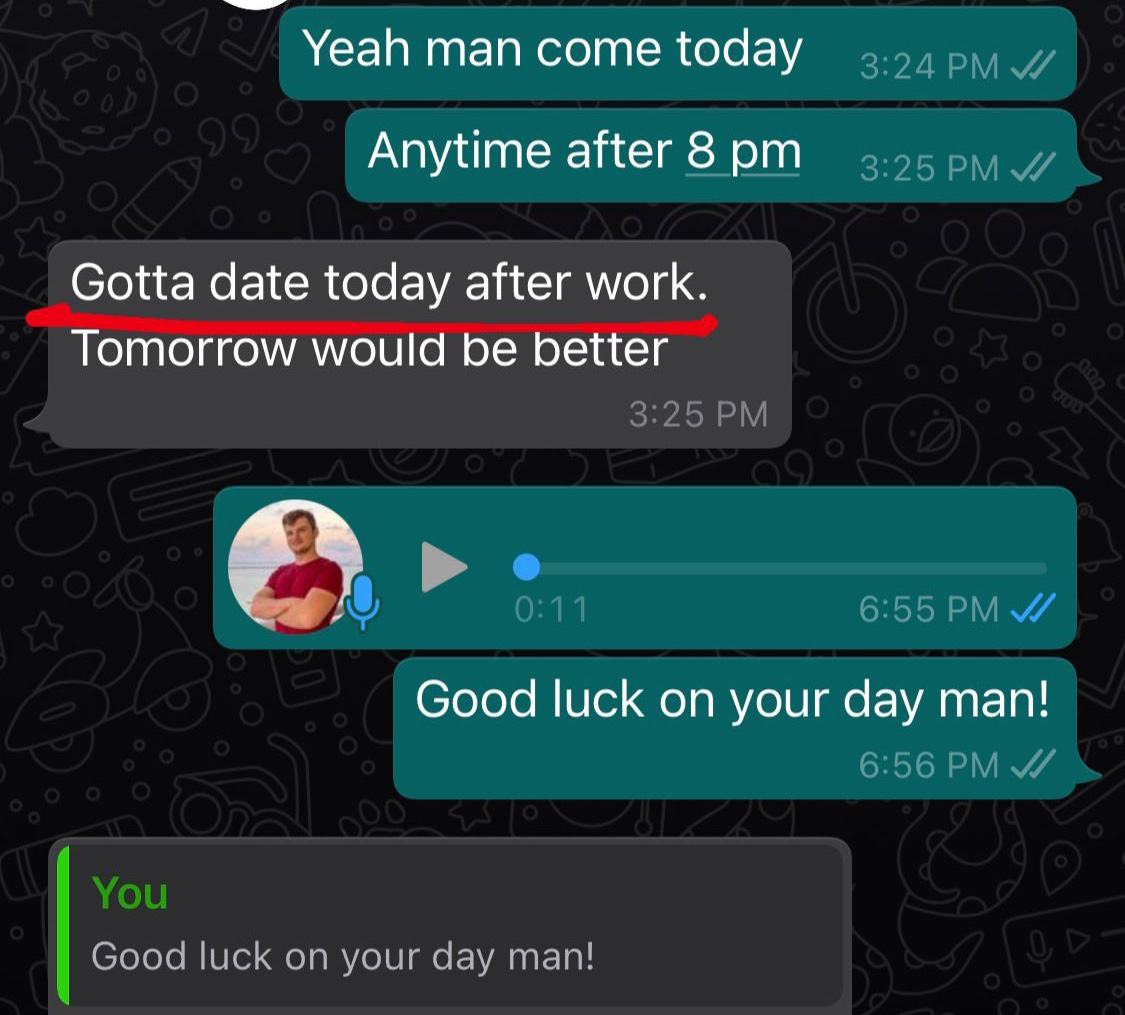 Yeah man come today
3:24 PM
Anytime after 8 pm
3:25 PM
Gotta date today after work.
Tomorrow would be better
3:25 PM
0:11
6:55 PM
Good luck on your day man!
6:56 PM
You
Good luck on your day man!